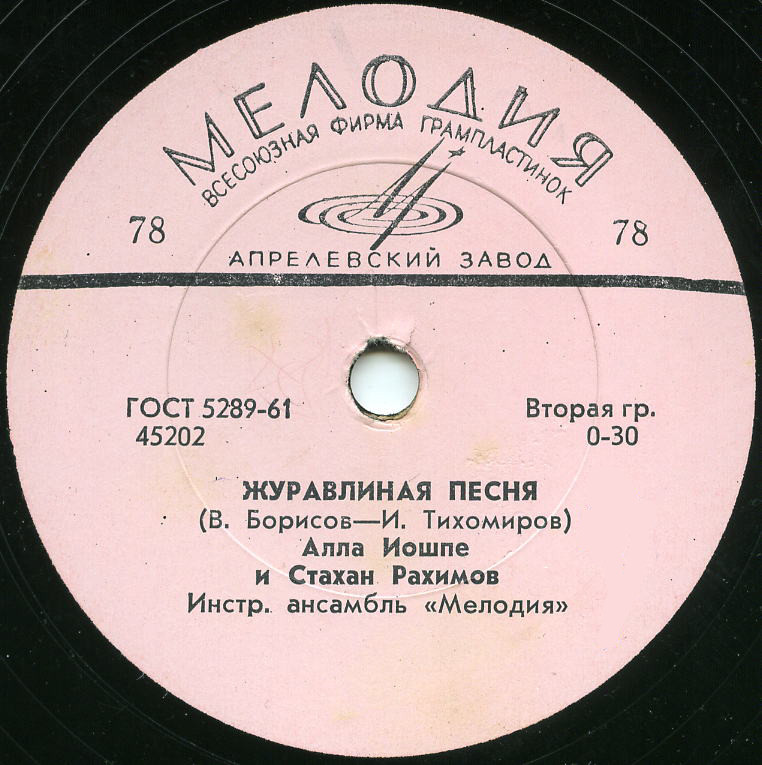 МЕЛОДИЯ
ВСЕСОЮЗНАЯ ФИРМА ГРАМПЛАСТИНОК
78 78
АПРЕЛЕВСКИЙ ЗАВОД
ГОСТ 5289-61 Вторая гр.
45202 0-30
ЖУРАВЛИНАЯ ПЕСНЯ
(В. Борисов—И. Тихомиров)
Алла Иошпе
и Стахан Рахимов
Инстр. ансамбль «Мелодия»